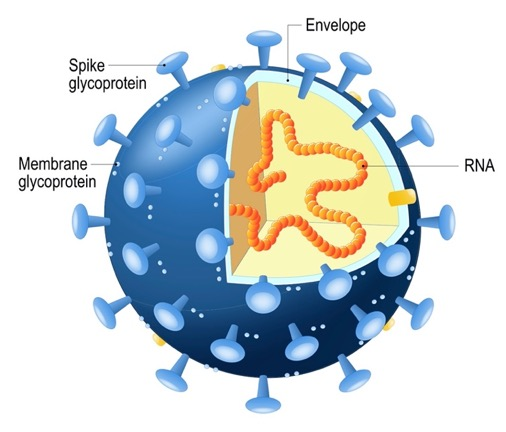 Envelope
Spike
glycoprotein
Membrane
glycoprotein
RNA